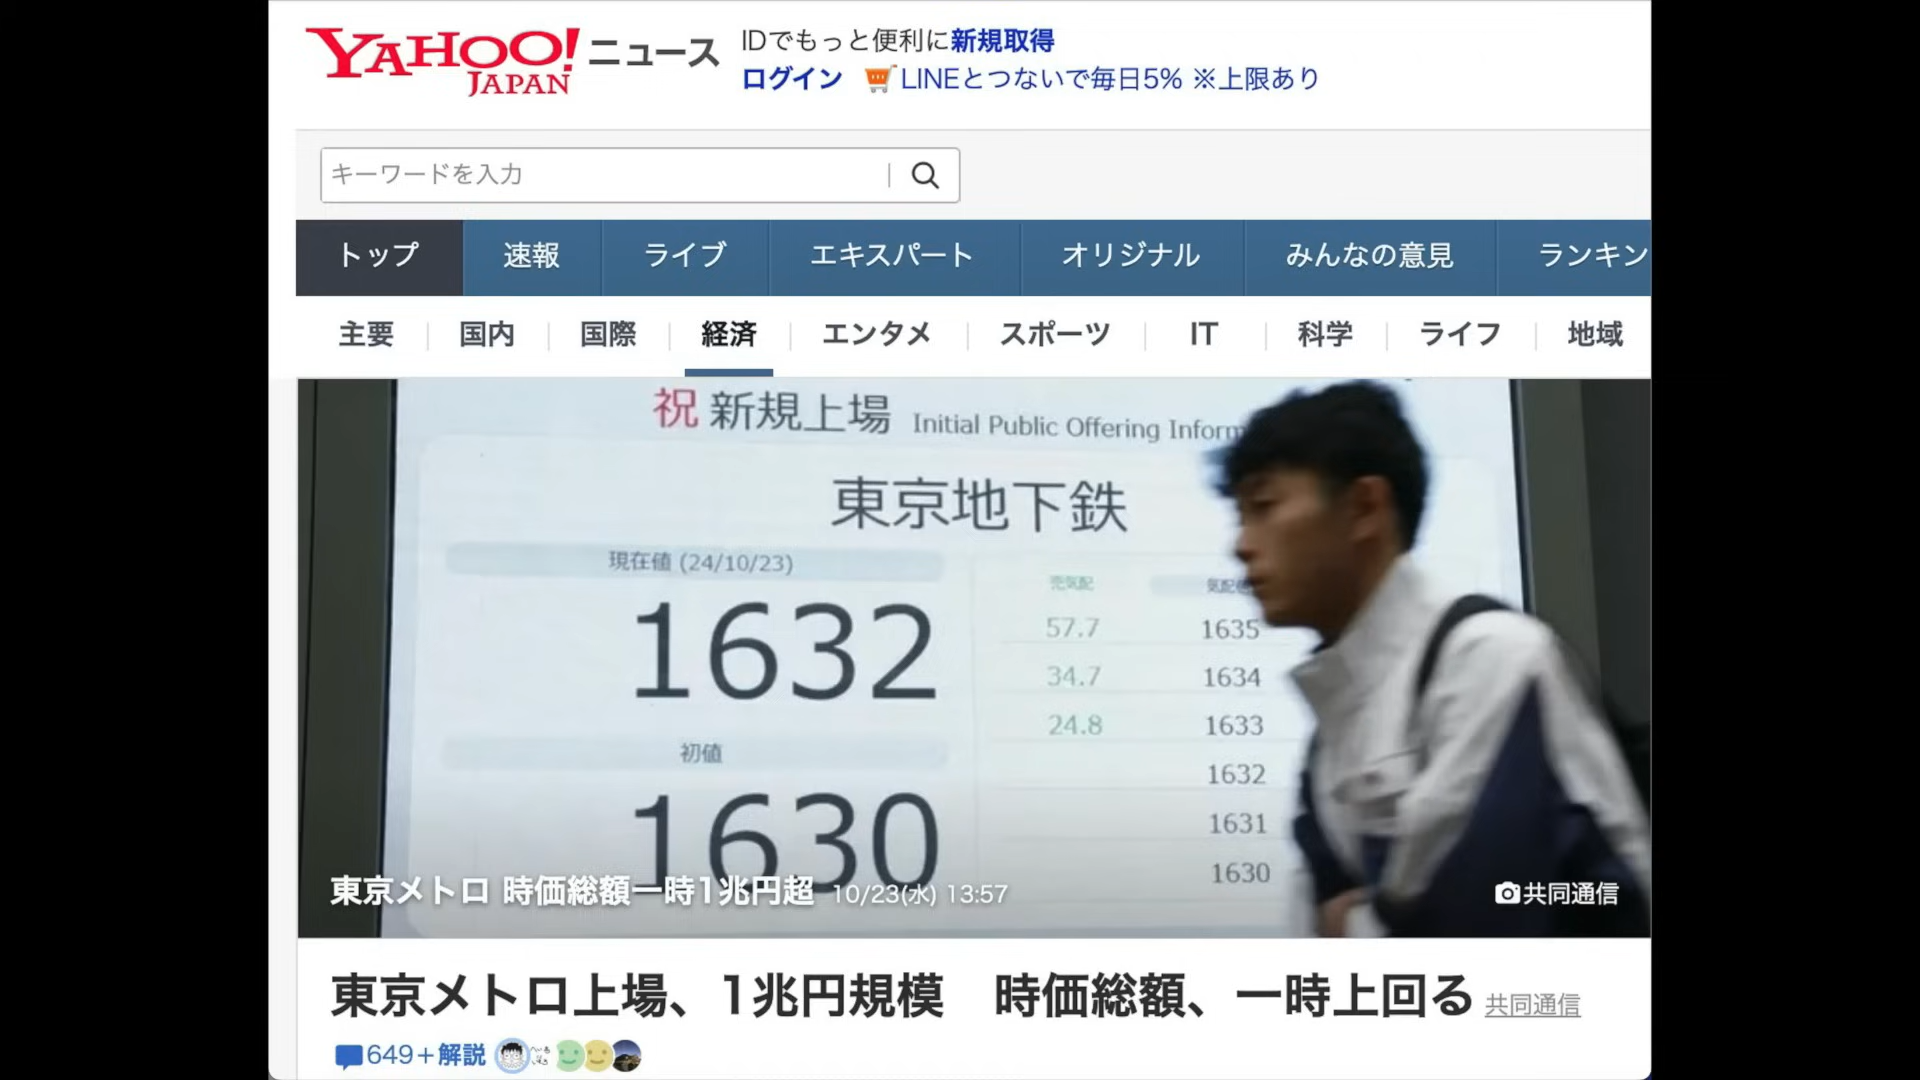 YAHOO! JAPAN ニュース
IDでもっと便利に新規取得
ログイン LINEとつないで毎日5% ※上限あり
キーワードを入力
トップ 速報 ライブ エキスパート オリジナル みんなの意見 ランキン
主要 国内 国際 経済 エンタメ スポーツ IT 科学 ライフ 地域
祝 新規上場 Initial Public Offering Inform
東京地下鉄
現在値 (24/10/23)
1632
初値
1630
売気配 気配値
57.7 1635
34.7 1634
24.8 1633
1632
1631
1630
東京メトロ 時価総額一時1兆円超 10/23(水) 13:57
共同通信
東京メトロ上場、1兆円規模 時価総額、一時上回る 共同通信
649+解説